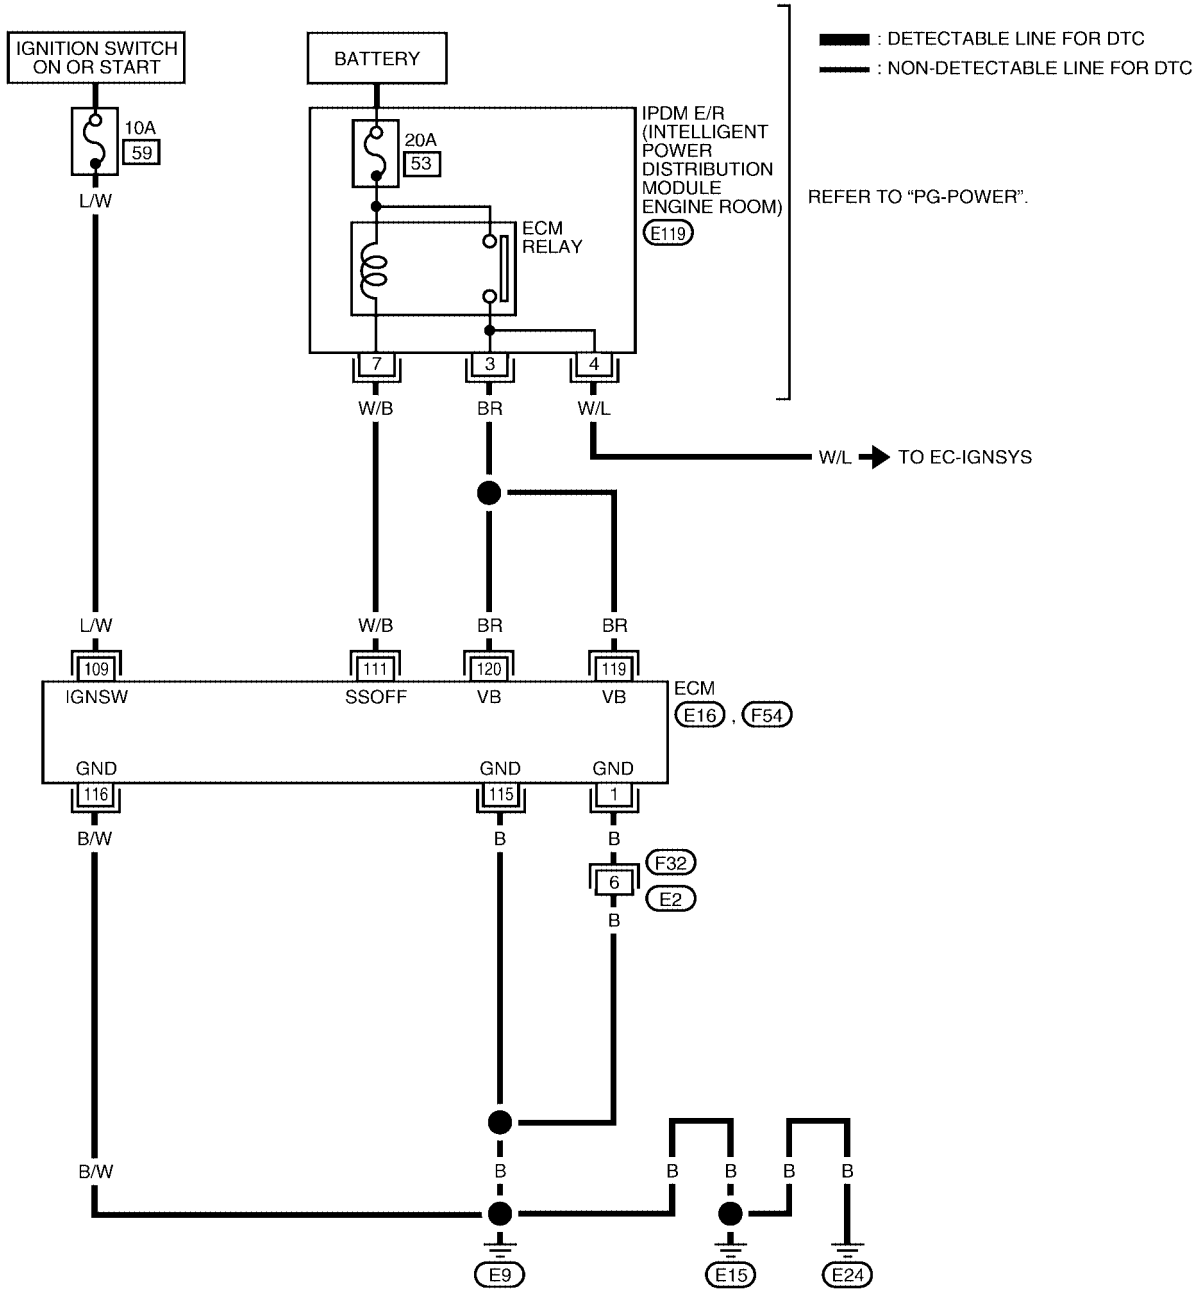 IGNITION SWITCH
ON OR START
BATTERY
: DETECTABLE LINE FOR DTC
: NON-DETECTABLE LINE FOR DTC
10A
59
20A
53
IPDM E/R
(INTELLIGENT
POWER
DISTRIBUTION
MODULE
ENGINE ROOM)
E119
REFER TO “PG-POWER”.
L/W
ECM
RELAY
7
3
4
W/B
BR
W/L
W/L
TO EC-IGNSYS
L/W
W/B
BR
BR
109
111
120
119
IGNSW
SSOFF
VB
VB
ECM
E16 , F54
GND
GND
GND
116
115
1
B/W
B
B
F32
6
E2
B
B/W
B
B
B
B
B
E9
E15
E24